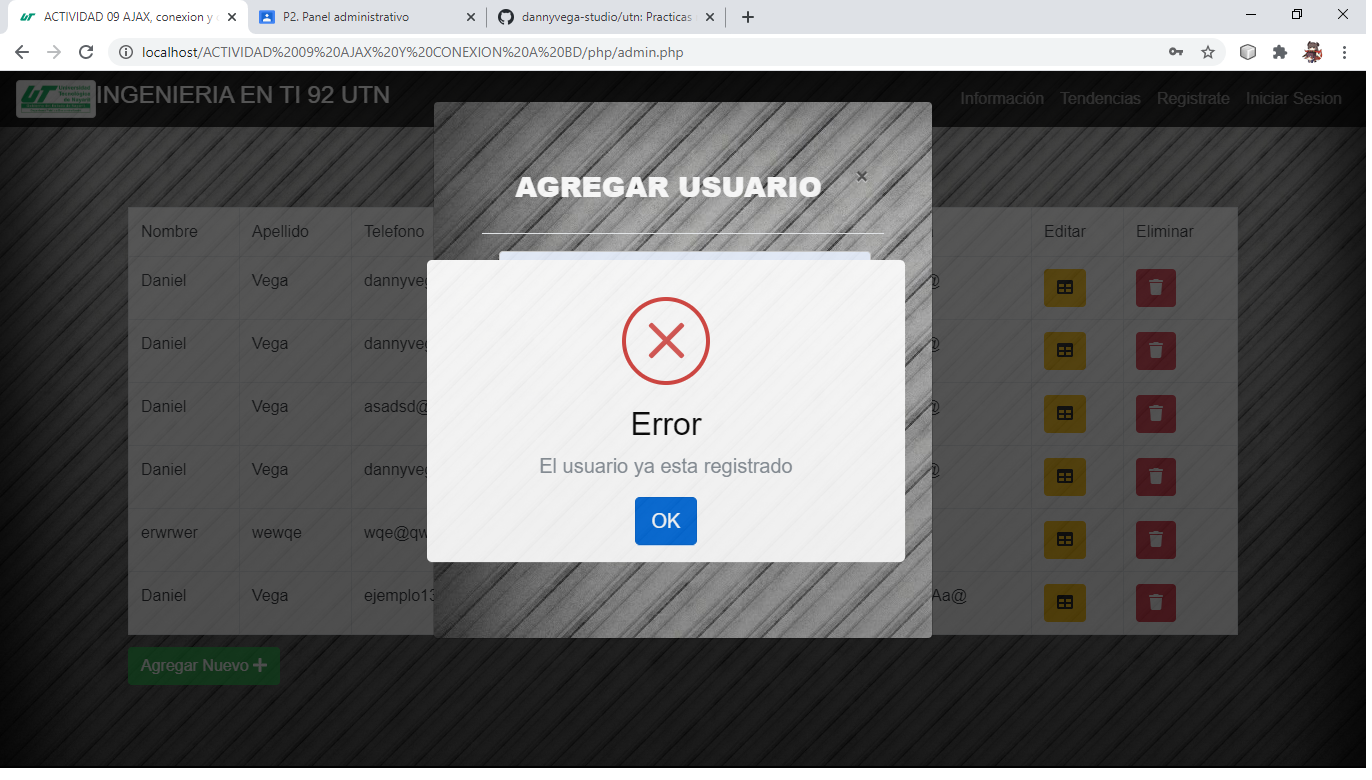 ACTIVIDAD 09 AJAX, conexion y
P2. Panel administrativo
dannyvega-studio/utn: Practicas
localhost/ACTIVIDAD%2009%20AJAX%20Y%20CONEXION%20A%20BD/php/admin.php
UT
INGENIERIA EN TI 92 UTN
Información
Tendencias
Registrate
Iniciar Sesion
AGREGAR USUARIO
×
Nombre Apellido Telefono Editar Eliminar
Daniel Vega dannyve @
Daniel Vega dannyve @
Daniel Vega asadsd@ @
Daniel Vega dannyve @
erwrwer wewqe wqe@qw
Daniel Vega ejemplo13 Aa@
Error
El usuario ya esta registrado
OK
Agregar Nuevo